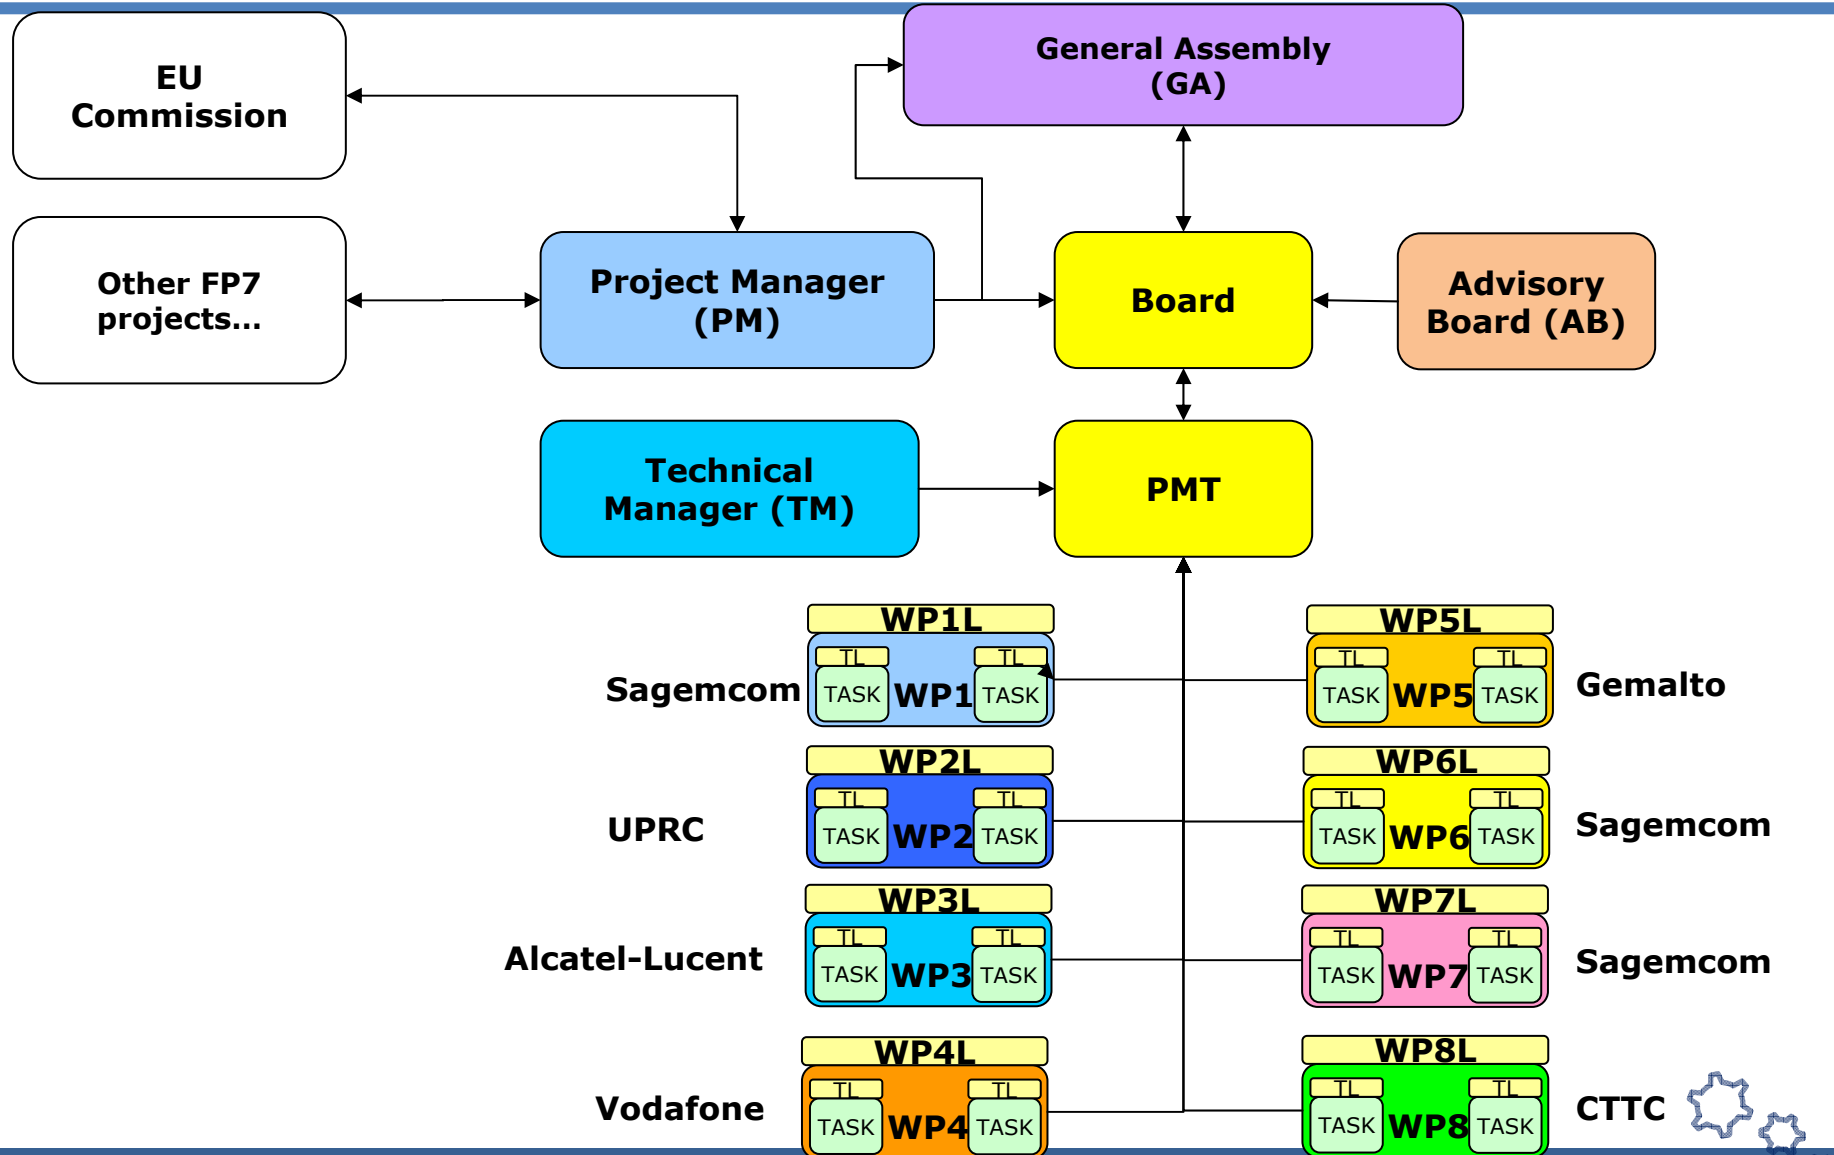 EU
Commission
General Assembly
(GA)
Other FP7
projects...
Project Manager
(PM)
Board
Advisory
Board (AB)
Technical
Manager (TM)
PMT
WP1L
TL
TL
Sagemcom
TASK
WP1
TASK
WP5L
TL
TL
TASK
WP5
TASK
Gemalto
WP2L
TL
TL
UPRC
TASK
WP2
TASK
WP6L
TL
TL
TASK
WP6
TASK
Sagemcom
WP3L
TL
TL
Alcatel-Lucent
TASK
WP3
TASK
WP7L
TL
TL
TASK
WP7
TASK
Sagemcom
WP4L
TL
TL
Vodafone
TASK
WP4
TASK
WP8L
TL
TL
TASK
WP8
TASK
CTTC